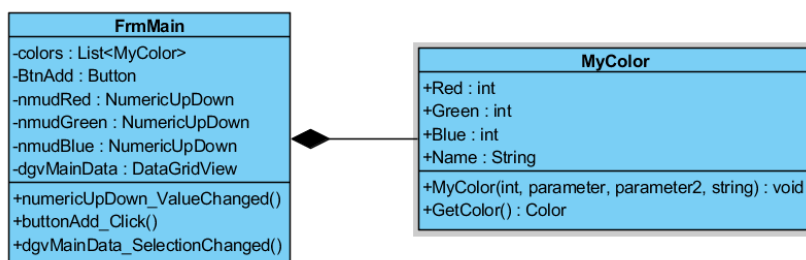 FrmMain
-colors : List<MyColor>
-BtnAdd : Button
-nmudRed : NumericUpDown
-nmudGreen : NumericUpDown
-nmudBlue : NumericUpDown
-dgvMainData : DataGridView
+numericUpDown_ValueChanged()
+buttonAdd_Click()
+dgvMainData_SelectionChanged()
MyColor
+Red : int
+Green : int
+Blue : int
+Name : String
+MyColor(int, parameter, parameter2, string) : void
+GetColor() : Color